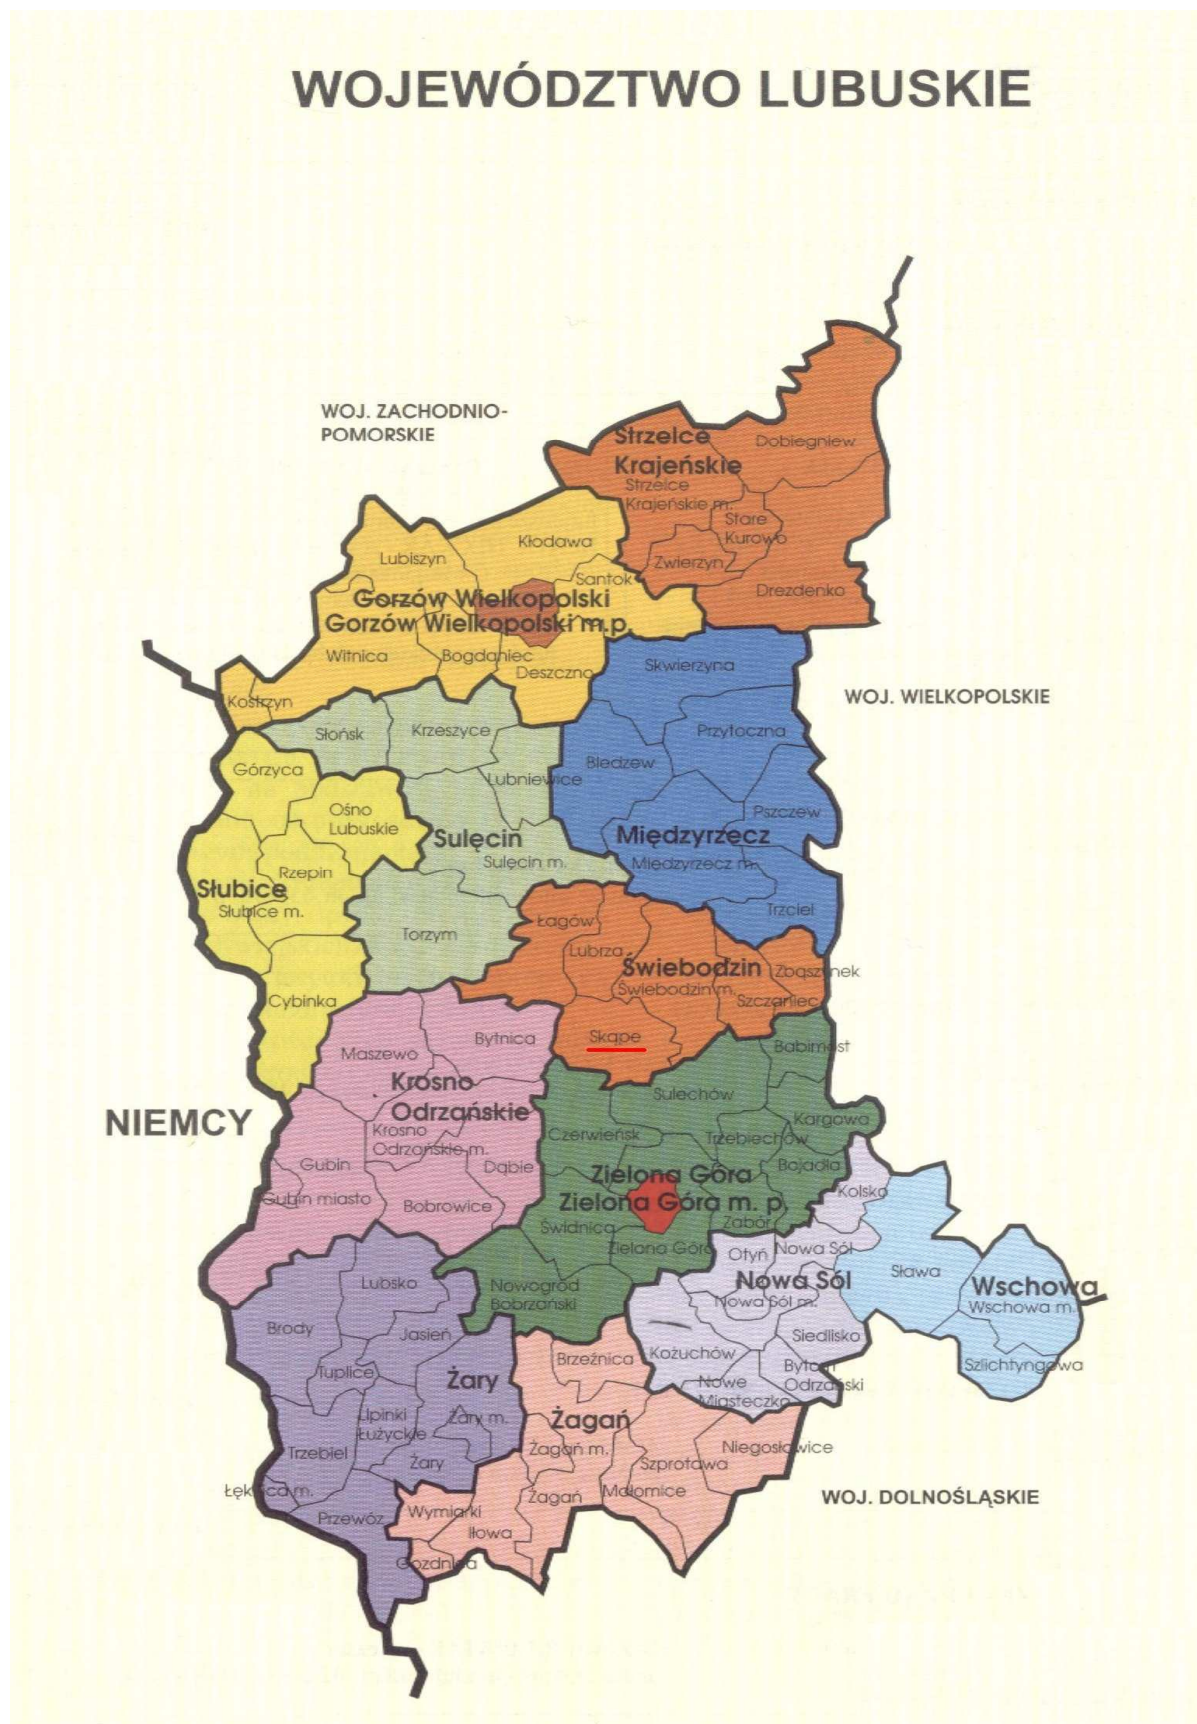 WOJEWÓDZTWO LUBUSKIE
WOJ. ZACHODNIO-
POMORSKIE
Strzelce
Krajeńskie
Dobiegniew
Strzelce
Krajeńskie m.
Stare
Kurowo
Zwierzyn
Drezdenko
Kłodawa
Lubiszyn
Santok
Gorzów Wielkopolski
Gorzów Wielkopolski m.p.
Witnica
Bogdaniec
Deszczno
Kostrzyn
Skwierzyna
WOJ. WIELKOPOLSKIE
Słońsk
Krzeszyce
Przytoczna
Górzyca
Bledzew
Lubniewice
Ośno
Lubuskie
Pszczew
Sulęcin
Sulęcin m.
Międzyrzecz
Międzyrzecz m.
Rzepin
Słubice
Słubice m.
Trzciel
Torzym
Łagów
Lubrza
Świebodzin
Świebodzin m.
Zbąszynek
Szczaniec
Cybinka
Skąpe
Bytnica
Maszewo
Babimost
Krosno
Odrzańskie
Sulechów
NIEMCY
Krosno
Odrzańskie m.
Czerwieńsk
Trzebiechów
Kargowa
Gubin
Dąbie
Bojadła
Zielona Góra
Zielona Góra m. p.
Gubin miasto
Bobrowice
Kolsko
Świdnica
Zabór
Zielona Góra
Otyń
Nowa Sól
Lubsko
Nowogród
Bobrzański
Nowa Sól
Nowa Sól m.
Sława
Wschowa
Wschowa m.
Brody
Jasień
Siedlisko
Kożuchów
Brzeźnica
Bytom
Odrzański
Szlichtyngowa
Tuplice
Żary
Nowe
Miasteczko
Lipinki
Łużyckie
Żary m.
Żagań
Żagań m.
Niegosławice
Trzebiel
Żary
Szprotawa
Łęknica m.
Żagań
Małomice
WOJ. DOLNOŚLĄSKIE
Przewóz
Wymiarki
Iłowa
Gozdnica